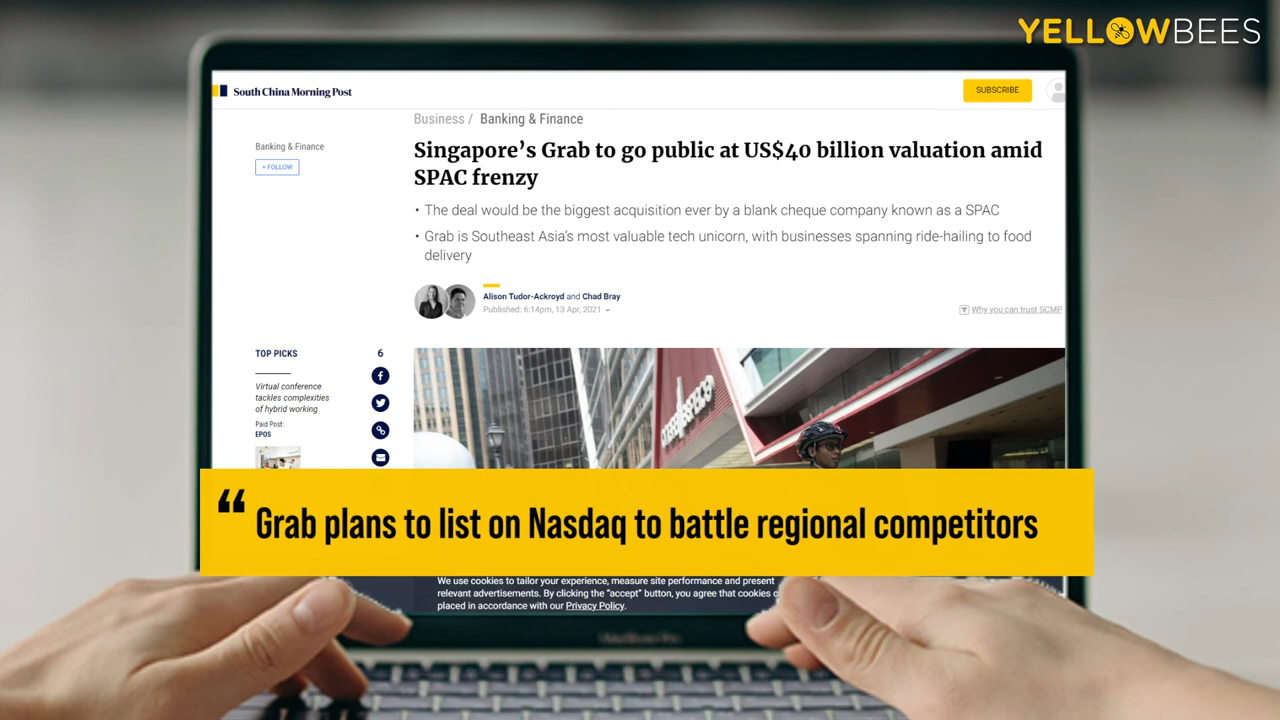 YELLOWBEES
South China Morning Post
SUBSCRIBE
Business / Banking & Finance
Banking & Finance
+ FOLLOW
Singapore’s Grab to go public at US$40 billion valuation amid
SPAC frenzy
• The deal would be the biggest acquisition ever by a blank cheque company known as a SPAC
• Grab is Southeast Asia’s most valuable tech unicorn, with businesses spanning ride-hailing to food
delivery
Alison Tudor-Ackroyd and Chad Bray
Published: 6:14pm, 13 Apr, 2021
Why you can trust SCMP
TOP PICKS
6
Virtual conference
tackles complexities
of hybrid working
Paid Post:
EPOS
“ Grab plans to list on Nasdaq to battle regional competitors
We use cookies to tailor your experience, measure site performance and present
relevant advertisements. By clicking the “accept” button, you agree that cookies
placed in accordance with our Privacy Policy.